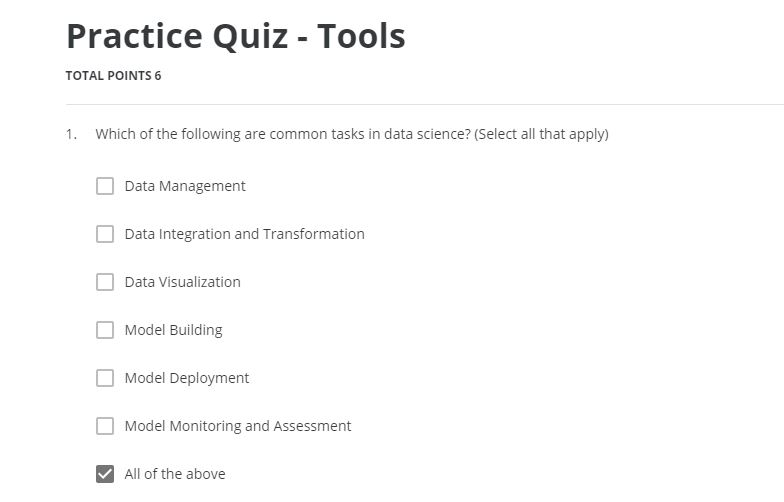 Practice Quiz - Tools
TOTAL POINTS 6
1. Which of the following are common tasks in data science? (Select all that apply)
Data Management
Data Integration and Transformation
Data Visualization
Model Building
Model Deployment
Model Monitoring and Assessment
All of the above